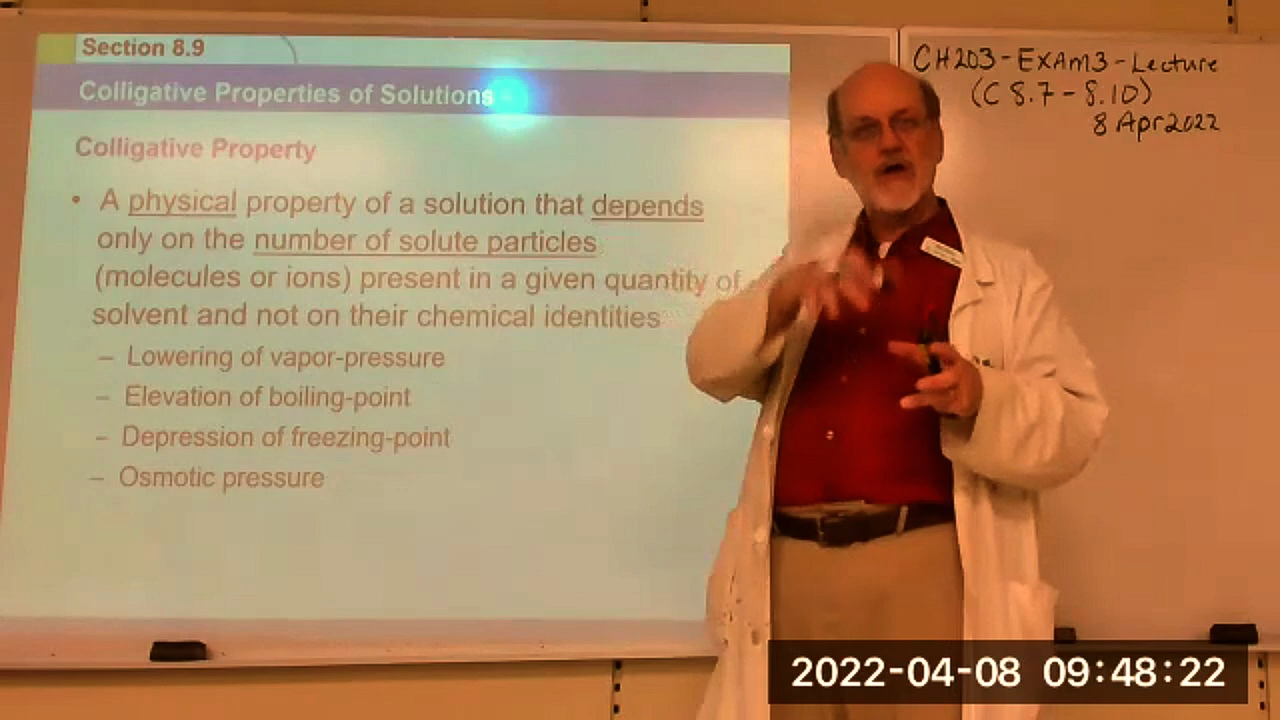 Section 8.9
Colligative Properties of Solutions
Colligative Property
• A physical property of a solution that depends
only on the number of solute particles
(molecules or ions) present in a given quantity of
solvent and not on their chemical identities
– Lowering of vapor-pressure
– Elevation of boiling-point
– Depression of freezing-point
– Osmotic pressure
CH203-EXAM3-Lecture
(C 8.7-8.10)
8 Apr2022
2022-04-08 09:48:22